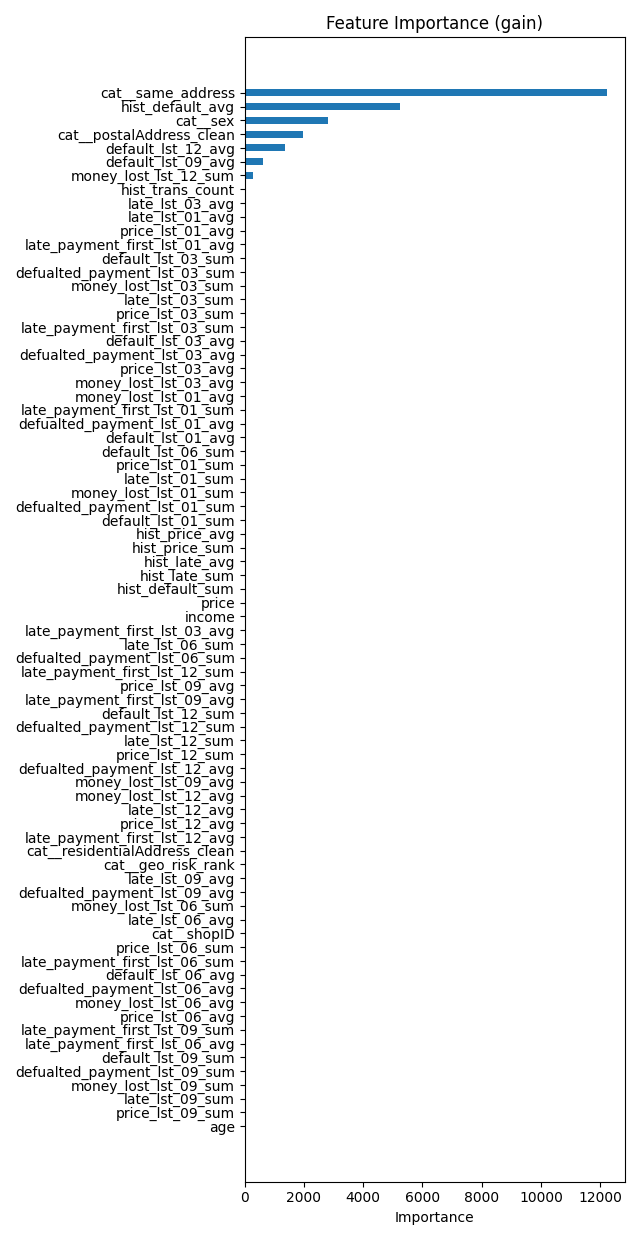 Feature Importance (gain)
cat__same_address
hist_default_avg
cat__sex
cat__postalAddress_clean
default_lst_12_avg
default_lst_09_avg
money_lost_lst_12_sum
hist_trans_count
late_lst_03_avg
late_lst_01_avg
price_lst_01_avg
late_payment_first_lst_01_avg
default_lst_03_sum
defualted_payment_lst_03_sum
money_lost_lst_03_sum
late_lst_03_sum
price_lst_03_sum
late_payment_first_lst_03_sum
default_lst_03_avg
defualted_payment_lst_03_avg
price_lst_03_avg
money_lost_lst_03_avg
money_lost_lst_01_avg
late_payment_first_lst_01_sum
defualted_payment_lst_01_avg
default_lst_01_avg
default_lst_06_sum
price_lst_01_sum
late_lst_01_sum
money_lost_lst_01_sum
defualted_payment_lst_01_sum
default_lst_01_sum
hist_price_avg
hist_price_sum
hist_late_avg
hist_late_sum
hist_default_sum
price
income
late_payment_first_lst_03_avg
late_lst_06_sum
defualted_payment_lst_06_sum
late_payment_first_lst_12_sum
price_lst_09_avg
late_payment_first_lst_09_avg
default_lst_12_sum
defualted_payment_lst_12_sum
late_lst_12_sum
price_lst_12_sum
defualted_payment_lst_12_avg
money_lost_lst_09_avg
money_lost_lst_12_avg
late_lst_12_avg
price_lst_12_avg
late_payment_first_lst_12_avg
cat__residentialAddress_clean
cat__geo_risk_rank
late_lst_09_avg
defualted_payment_lst_09_avg
money_lost_lst_06_sum
late_lst_06_avg
cat__shopID
price_lst_06_sum
late_payment_first_lst_06_sum
default_lst_06_avg
defualted_payment_lst_06_avg
money_lost_lst_06_avg
price_lst_06_avg
late_payment_first_lst_09_sum
late_payment_first_lst_06_avg
default_lst_09_sum
defualted_payment_lst_09_sum
money_lost_lst_09_sum
late_lst_09_sum
price_lst_09_sum
age
0 2000 4000 6000 8000 10000 12000
Importance